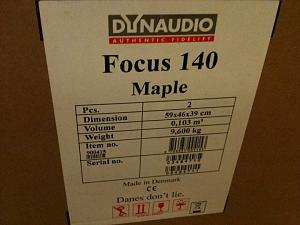 DYNAUDIO
AUTHENTIC FIDELITY
Focus 140
Maple
Pcs. 2
Dimension 59x46x39 cm
Volume 0,103 m³
Weight 9,600 kg
Item no.
900425
Serial no.
Made in Denmark
CE
Danes don't lie.